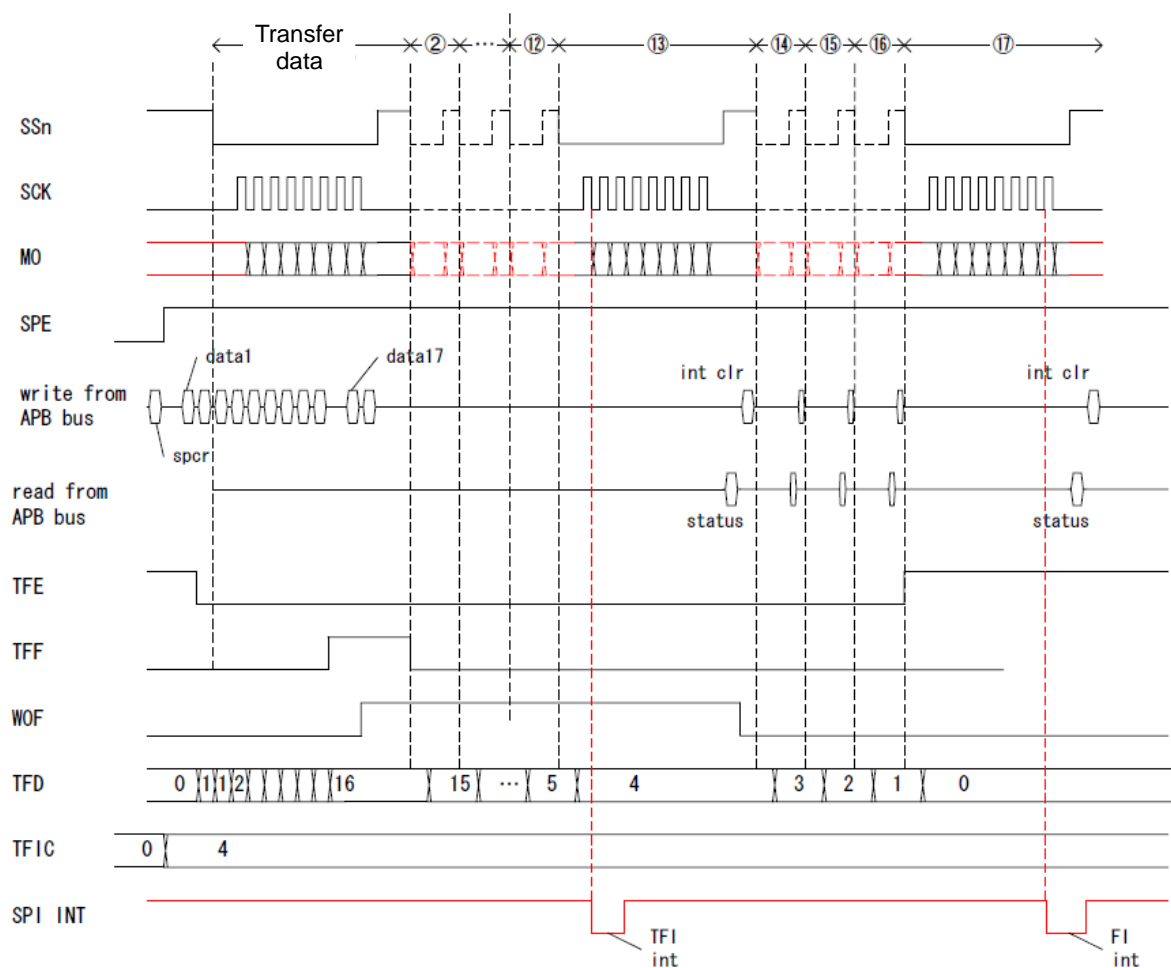 Transfer
data
② ··· ⑫ ⑬ ⑭ ⑮ ⑯ ⑰
SSn
SCK
MO
SPE
data1
data17
int clr
int clr
write from
APB bus
spcr
read from
APB bus
status
status
TFE
TFF
WOF
TFD
0 1 1 2 16 15 ··· 5 4 3 2 1 0
TFIC
0 4
SPI INT
TFI
int
FI
int